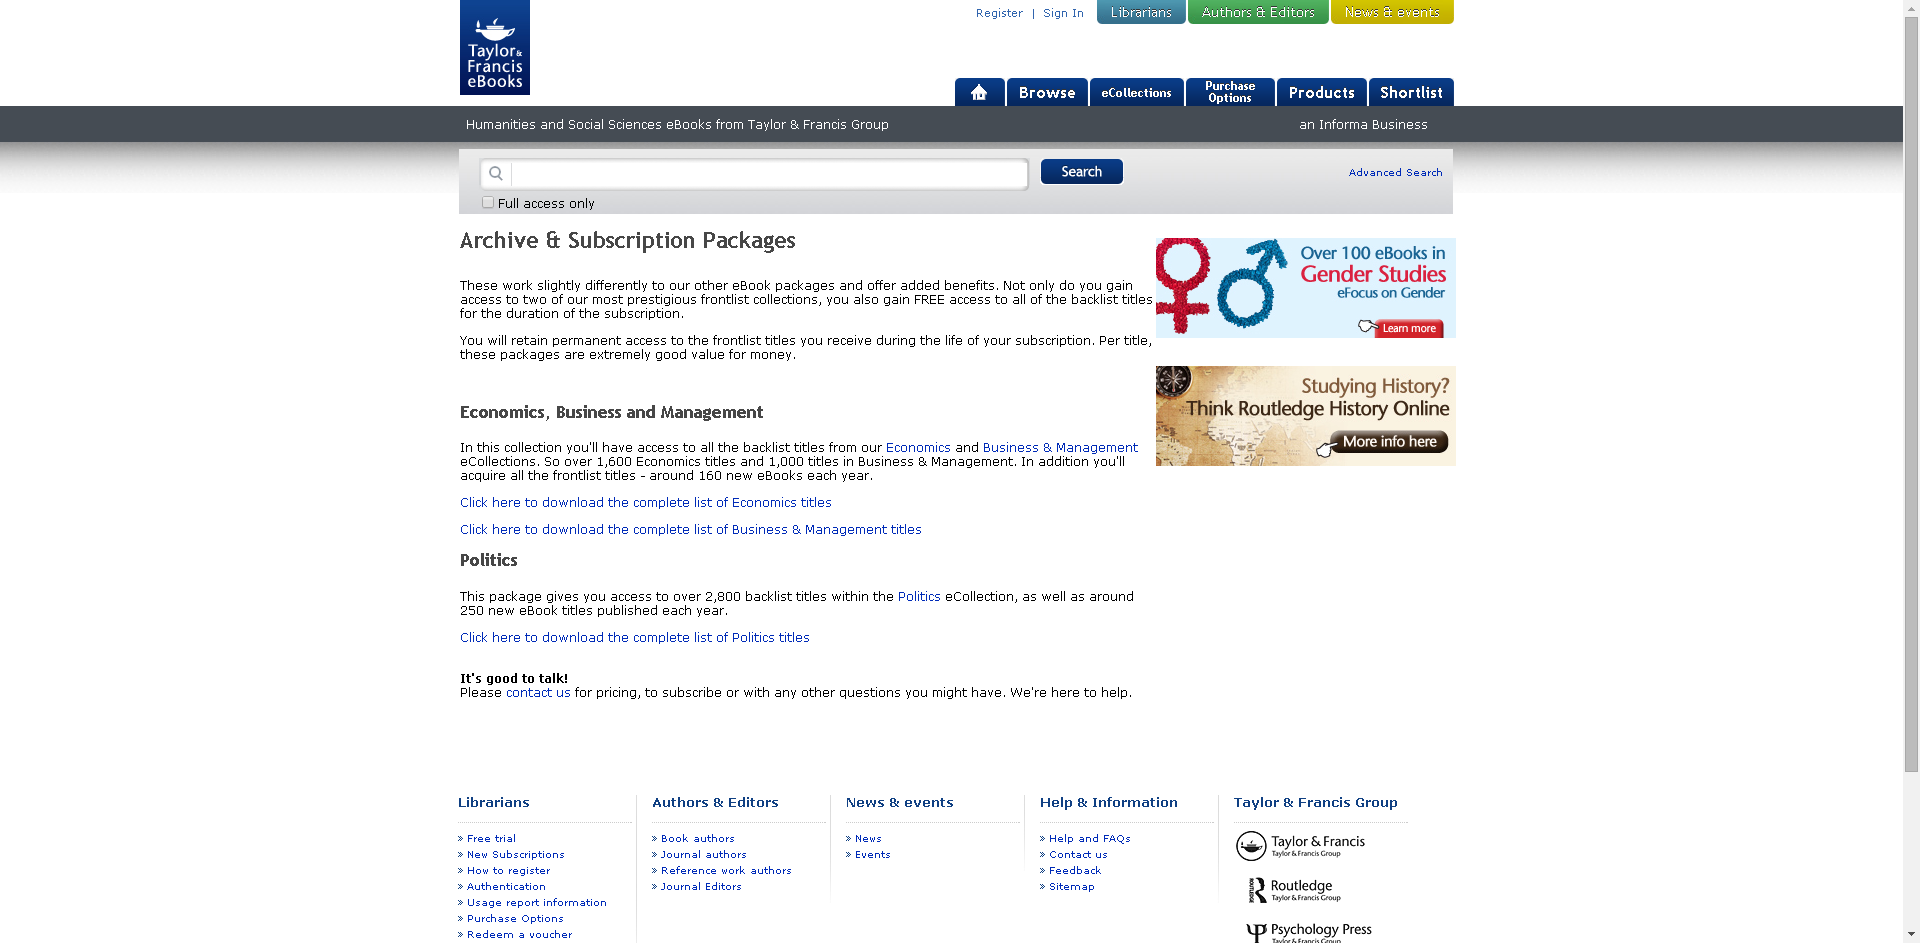 Taylor &
Francis
eBooks
Register | Sign In
Librarians
Authors & Editors
News & events
Browse
eCollections
Purchase
Options
Products
Shortlist
Humanities and Social Sciences eBooks from Taylor & Francis Group
an Informa Business
Search
Advanced Search
Full access only
Archive & Subscription Packages
These work slightly differently to our other eBook packages and offer added benefits. Not only do you gain
access to two of our most prestigious frontlist collections, you also gain FREE access to all of the backlist titles
for the duration of the subscription.
You will retain permanent access to the frontlist titles you receive during the life of your subscription. Per title,
these packages are extremely good value for money.
Over 100 eBooks in
Gender Studies
eFocus on Gender
Learn more
Studying History?
Think Routledge History Online
More info here
Economics, Business and Management
In this collection you'll have access to all the backlist titles from our Economics and Business & Management
eCollections. So over 1,600 Economics titles and 1,000 titles in Business & Management. In addition you'll
acquire all the frontlist titles - around 160 new eBooks each year.
Click here to download the complete list of Economics titles
Click here to download the complete list of Business & Management titles
Politics
This package gives you access to over 2,800 backlist titles within the Politics eCollection, as well as around
250 new eBook titles published each year.
Click here to download the complete list of Politics titles
It's good to talk!
Please contact us for pricing, to subscribe or with any other questions you might have. We're here to help.
Librarians
» Free trial
» New Subscriptions
» How to register
» Authentication
» Usage report information
» Purchase Options
» Redeem a voucher
Authors & Editors
» Book authors
» Journal authors
» Reference work authors
» Journal Editors
News & events
» News
» Events
Help & Information
» Help and FAQs
» Contact us
» Feedback
» Sitemap
Taylor & Francis Group
Taylor & Francis
Taylor & Francis Group
ROUTLEDGE
Routledge
Taylor & Francis Group
Psychology Press
Taylor & Francis Group